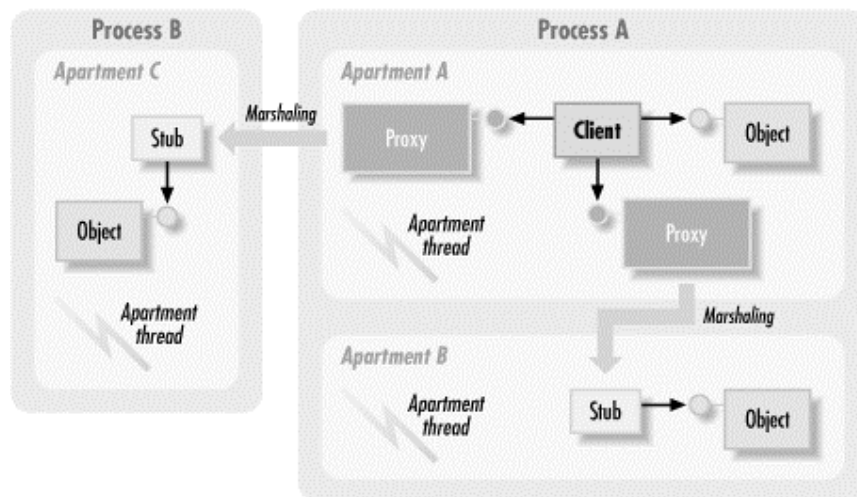 Process B
Apartment C
Stub
Object
Apartment
thread
Marshaling
Process A
Apartment A
Proxy
Client
Object
Apartment
thread
Proxy
Marshaling
Apartment B
Apartment
thread
Stub
Object